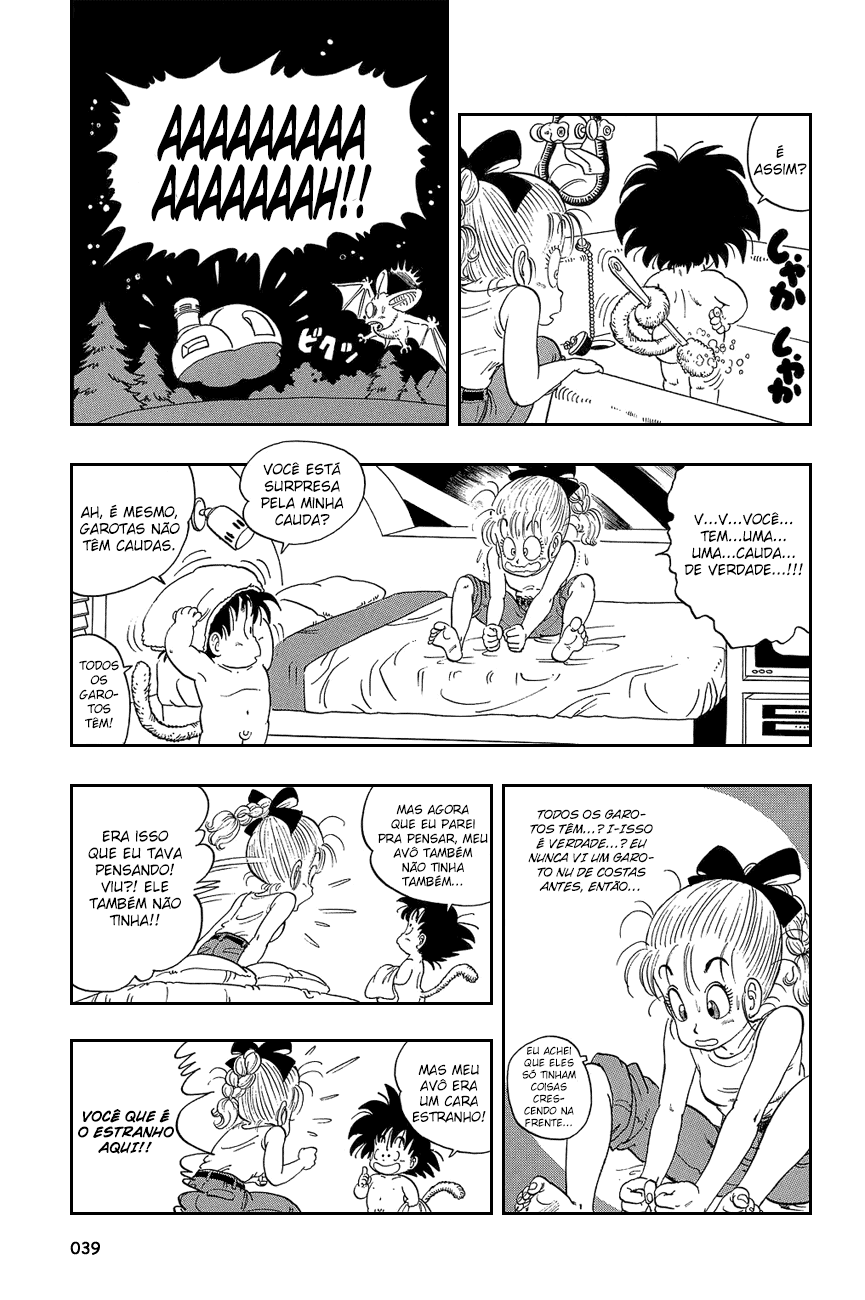 É
ASSIM?
しゃか
しゃか
AAAAAAAAA
AAAAAAAH!!
ビクッ
V...V...VOCÊ...
TEM...UMA...
UMA...CAUDA...
DE VERDADE...!!!
VOCÊ ESTÁ
SURPRESA
PELA MINHA
CAUDA?
AH, É MESMO,
GAROTAS NÃO
TÊM CAUDAS.
TODOS
OS
GARO-
TOS
TÊM!
TODOS OS GARO-
TOS TÊM...? I-ISSO
É VERDADE...? EU
NUNCA VI UM GARO-
TO NU DE COSTAS
ANTES, ENTÃO...
EU ACHEI
QUE ELES
SÓ TINHAM
COISAS
CRES-
CENDO NA
FRENTE...
MAS AGORA
QUE EU PAREI
PRA PENSAR, MEU
AVÔ TAMBÉM
NÃO TINHA
TAMBÉM...
ERA ISSO
QUE EU TAVA
PENSANDO!
VIU?! ELE
TAMBÉM NÃO
TINHA!!
MAS MEU
AVÔ ERA
UM CARA
ESTRANHO!
VOCÊ QUE É
O ESTRANHO
AQUI!!
039